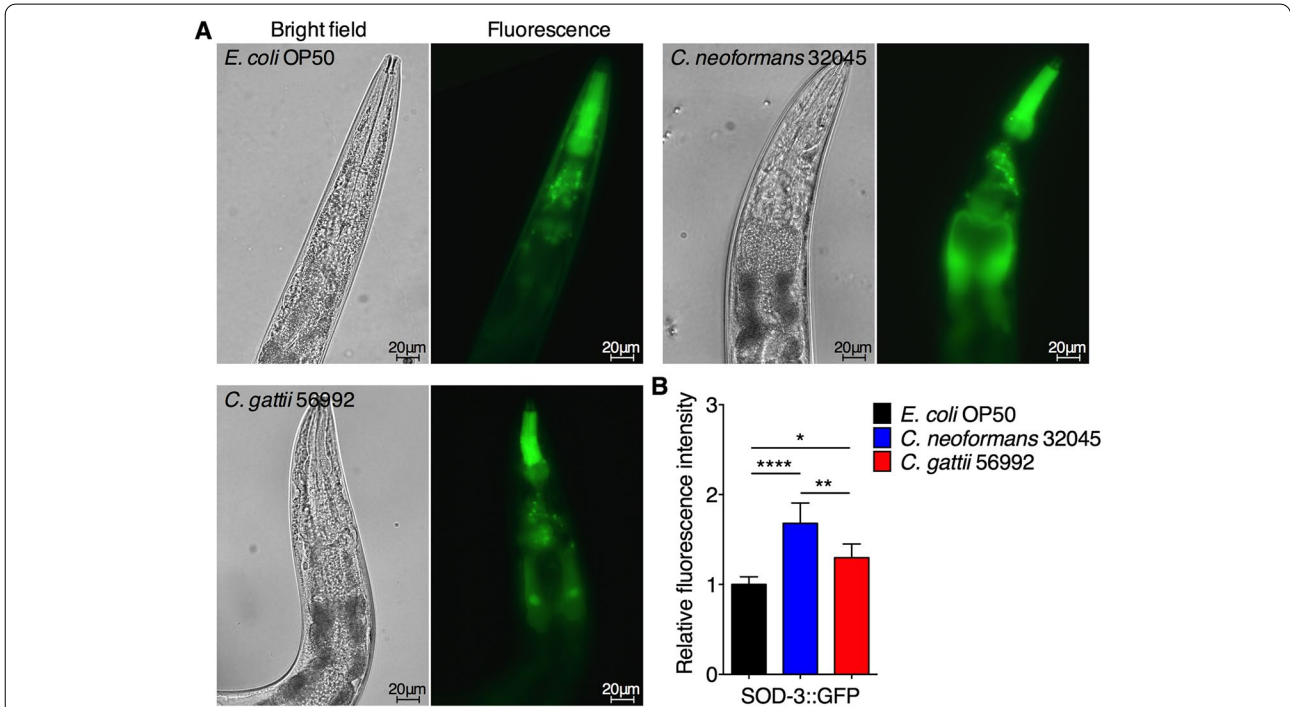 A
Bright field Fluorescence
E. coli OP50
C. neoformans 32045
20μm 20μm 20μm 20μm
C. gattii 56992
20μm 20μm
B
Relative fluorescence intensity
3
2
1
0
*
****
**
SOD-3::GFP
E. coli OP50
C. neoformans 32045
C. gattii 56992